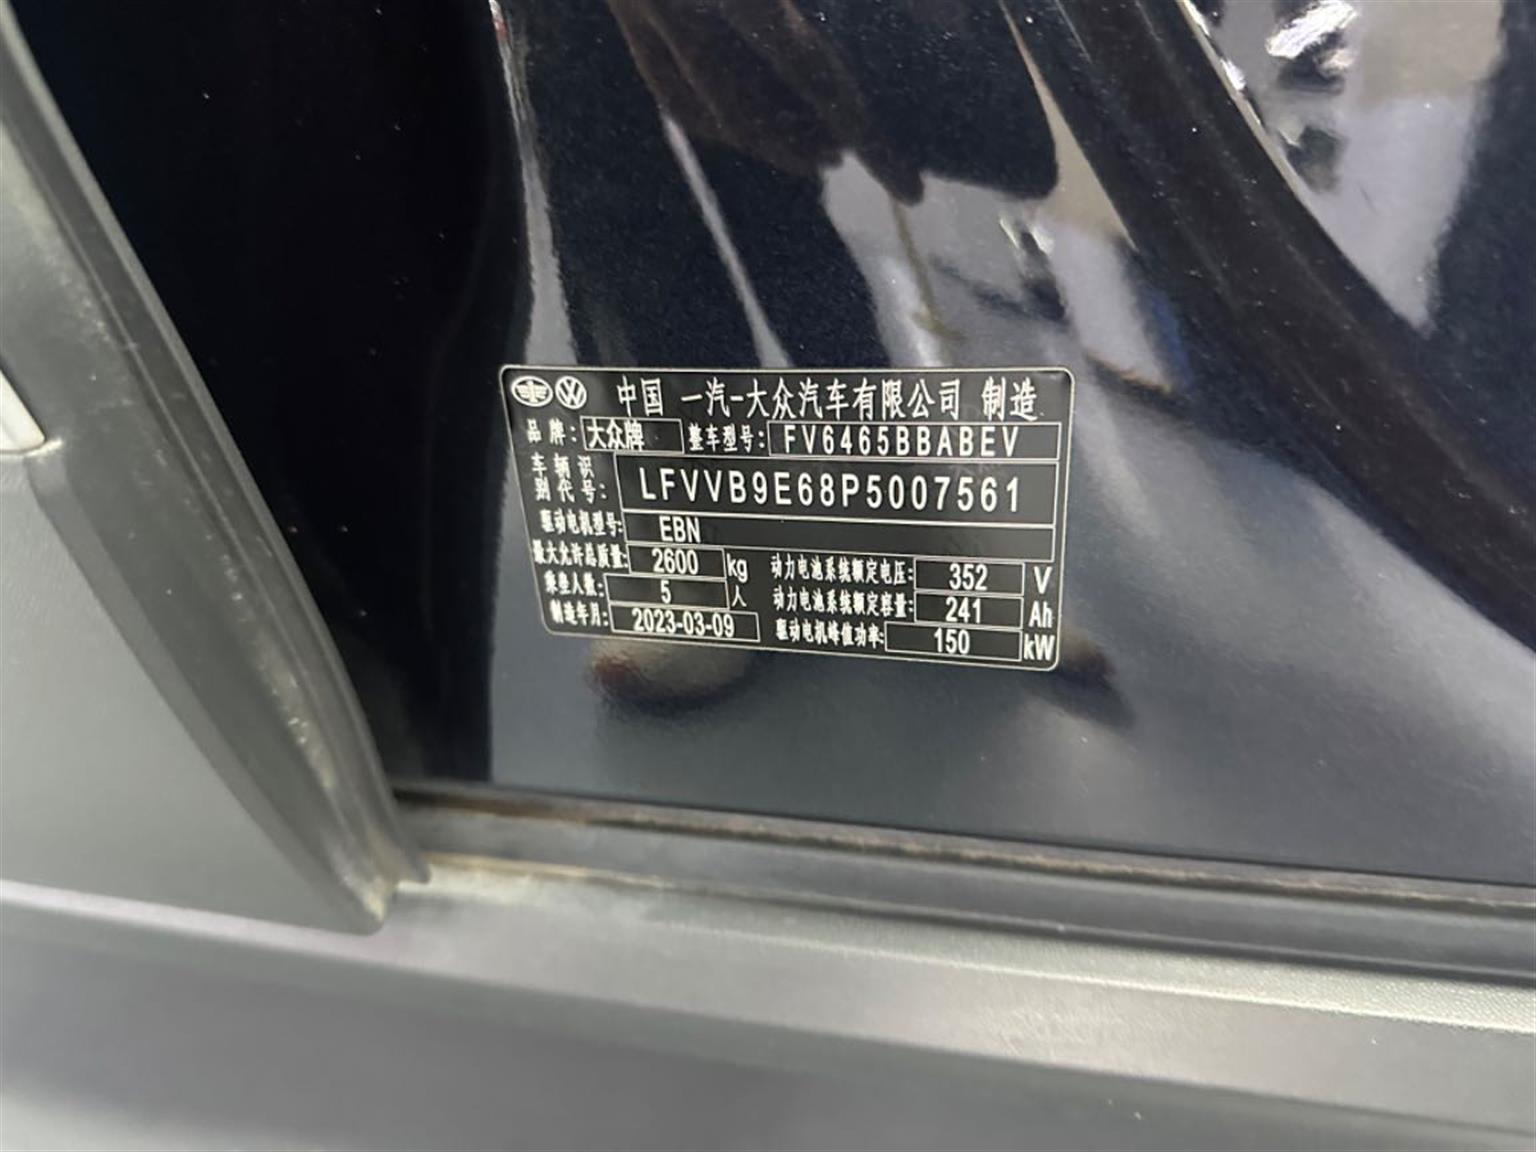 中国 一汽-大众汽车有限公司 制造
品牌: 大众牌 整车型号: FV6465BBABEV
车辆识别代号: LFVVB9E68P5007561
驱动电机型号: EBN
最大允许总质量: 2600 kg 动力电池系统额定电压: 352 V
乘坐人数: 5 人 动力电池系统额定容量: 241 Ah
制造年月: 2023-03-09 驱动电机峰值功率: 150 kW